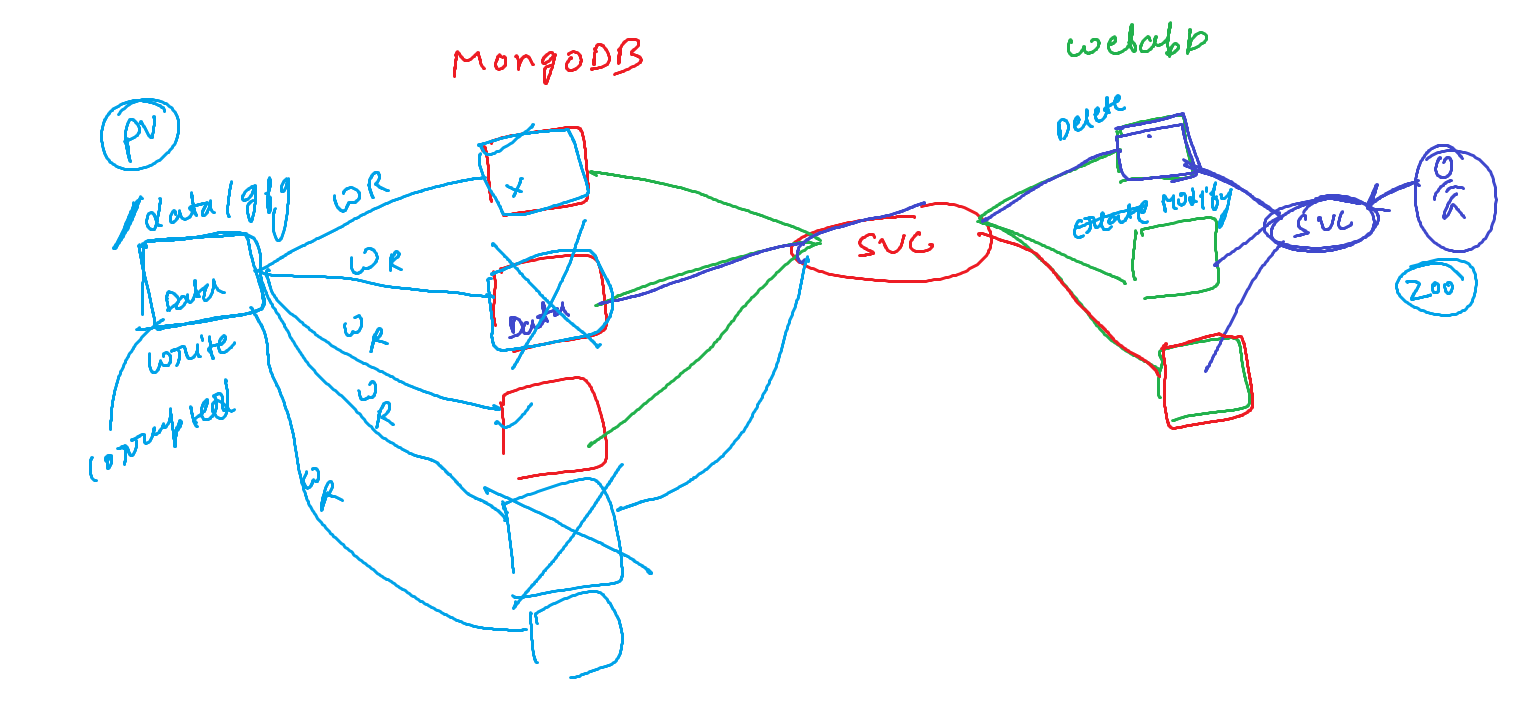 MongoDB
Webapp
PV
Delete
/data/gfg
WR
x
Modify
SVC
SVC
WR
Data
Data
200
WR
Write
WR
corrupted
WR